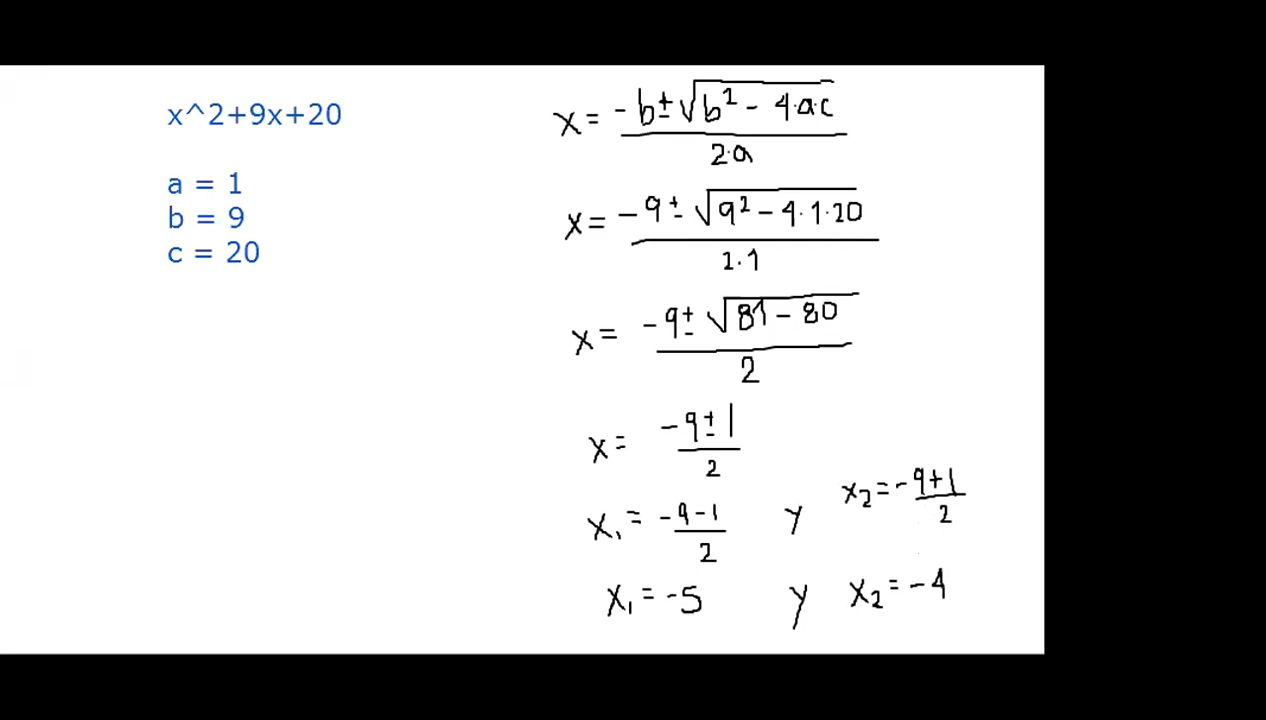 x^2+9x+20
a = 1
b = 9
c = 20
x = (-b ± √(b² - 4·a·c)) / (2·a)
x = (-9 ± √(9² - 4·1·20)) / (2·1)
x = (-9 ± √(81 - 80)) / 2
x = (-9 ± 1) / 2
x₁ = (-9 - 1) / 2 y x₂ = (-9 + 1) / 2
x₁ = -5 y x₂ = -4